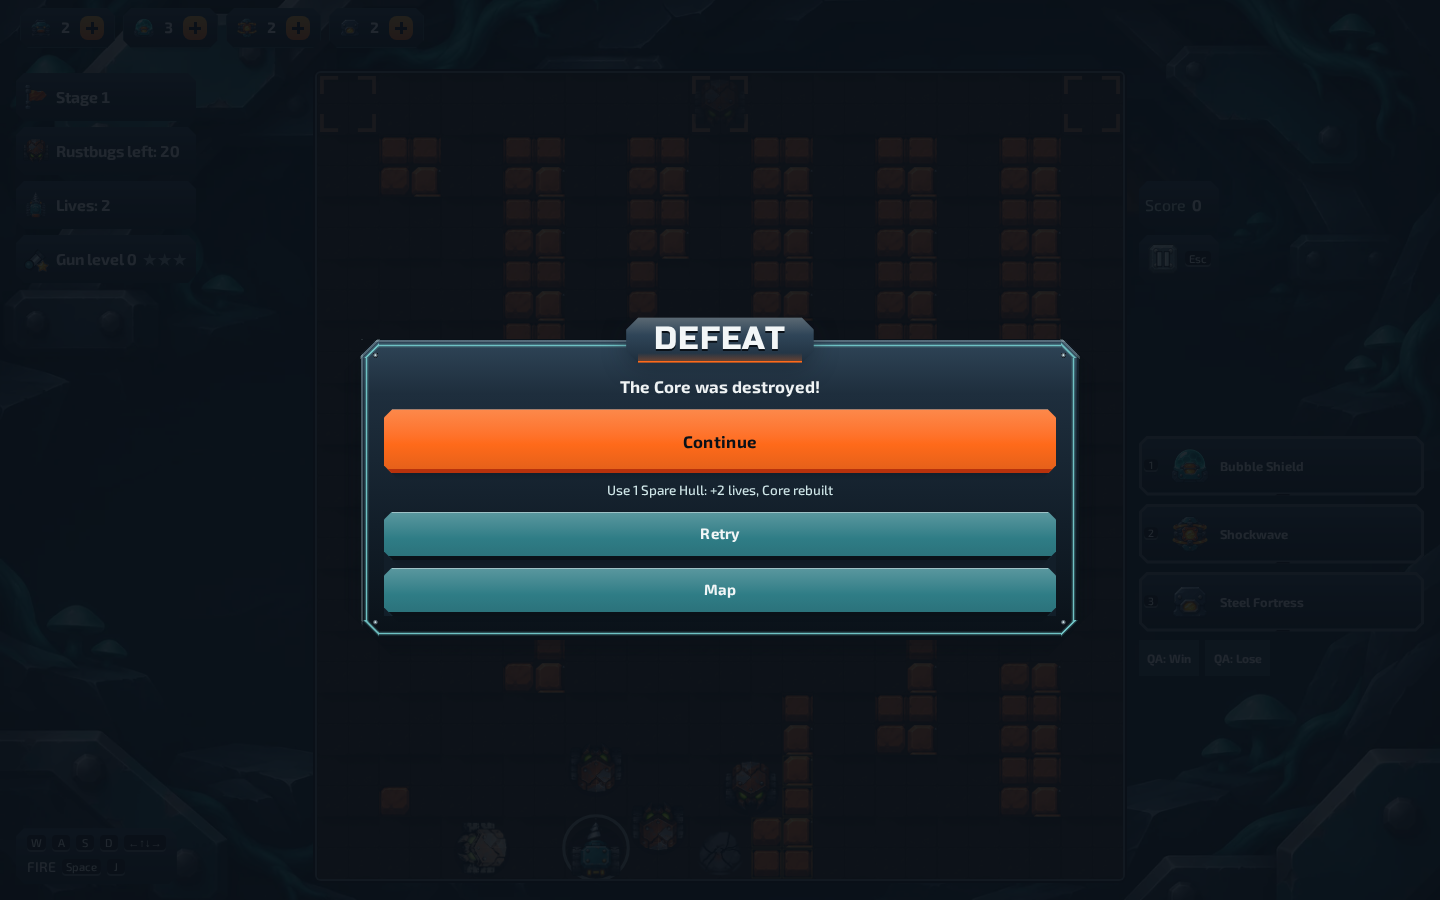 2 + 3 + 2 + 2 +
Stage 1
Rustbugs left: 20
Lives: 2
Gun level 0 ★★★
Score 0
Esc
DEFEAT
The Core was destroyed!
Continue
Use 1 Spare Hull: +2 lives, Core rebuilt
Retry
Map
1 Bubble Shield
2 Shockwave
3 Steel Fortress
QA: Win QA: Lose
W A S D ←↑↓→
FIRE Space J